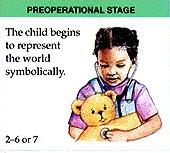 PREOPERATIONAL STAGE
The child begins
to represent
the world
symbolically.
2–6 or 7